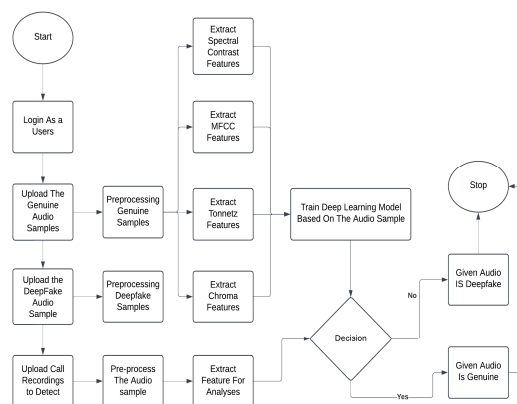 Start
Login As a
Users
Upload The
Genuine
Audio
Samples
Preprocessing
Genuine
Samples
Extract
Spectral
Contrast
Features
Extract
MFCC
Features
Extract
Tonnetz
Features
Extract
Chroma
Features
Train Deep Learning Model
Based On The Audio Sample
Upload the
DeepFake
Audio
Sample
Preprocessing
Deepfake
Samples
Upload Call
Recordings
to Detect
Pre-process
The Audio
sample
Extract
Feature For
Analyses
Decision
No
Given Audio
IS Deepfake
Stop
Yes
Given Audio
Is Genuine